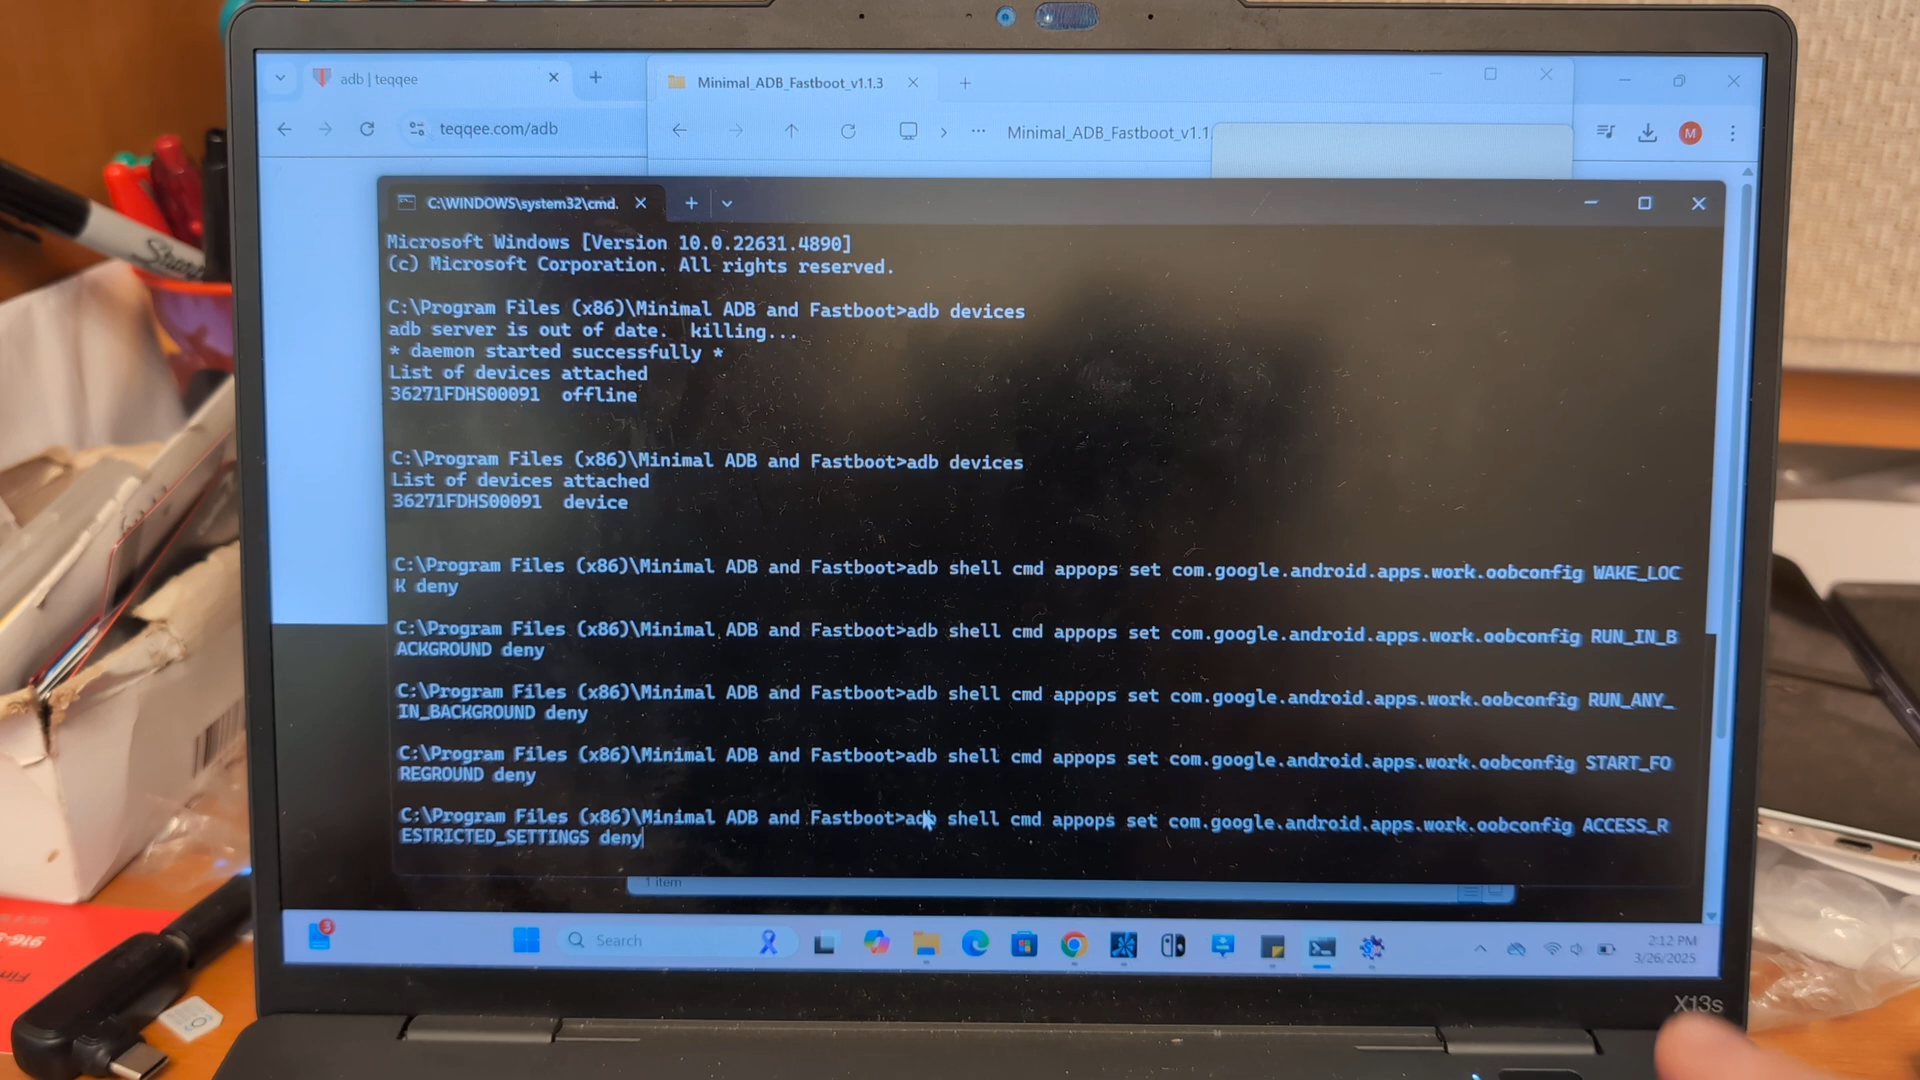 adb | teqqee
Minimal_ADB_Fastboot_v1.1.3
teqqee.com/adb
Minimal_ADB_Fastboot_v1.1.
M
C:\WINDOWS\system32\cmd.
Microsoft Windows [Version 10.0.22631.4890]
(c) Microsoft Corporation. All rights reserved.
C:\Program Files (x86)\Minimal ADB and Fastboot>adb devices
adb server is out of date.  killing...
* daemon started successfully *
List of devices attached
36271FDHS00091  offline
C:\Program Files (x86)\Minimal ADB and Fastboot>adb devices
List of devices attached
36271FDHS00091  device
C:\Program Files (x86)\Minimal ADB and Fastboot>adb shell cmd appops set com.google.android.apps.work.oobconfig WAKE_LOC
K deny
C:\Program Files (x86)\Minimal ADB and Fastboot>adb shell cmd appops set com.google.android.apps.work.oobconfig RUN_IN_B
ACKGROUND deny
C:\Program Files (x86)\Minimal ADB and Fastboot>adb shell cmd appops set com.google.android.apps.work.oobconfig RUN_ANY_
IN_BACKGROUND deny
C:\Program Files (x86)\Minimal ADB and Fastboot>adb shell cmd appops set com.google.android.apps.work.oobconfig START_FO
REGROUND deny
C:\Program Files (x86)\Minimal ADB and Fastboot>adb shell cmd appops set com.google.android.apps.work.oobconfig ACCESS_R
ESTRICTED_SETTINGS deny
1 item
3
Search
2:12 PM
3/26/2025
X13s
Sharpie